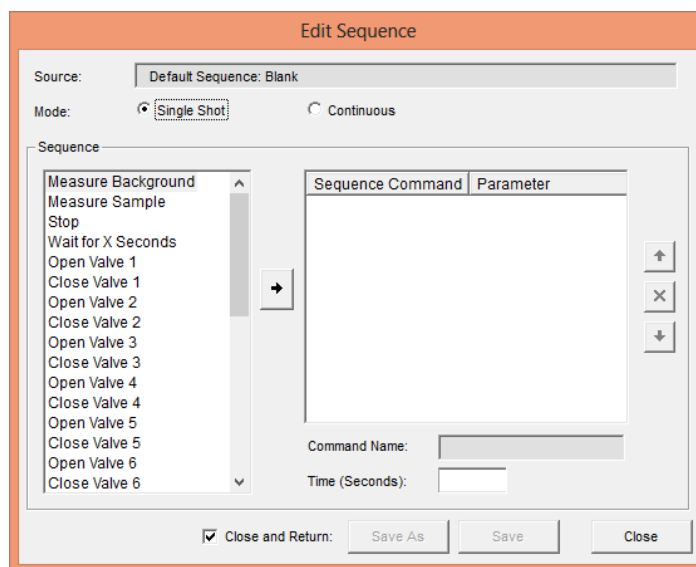 Edit Sequence
Source: Default Sequence: Blank
Mode: Single Shot Continuous
Sequence
Measure Background
Measure Sample
Stop
Wait for X Seconds
Open Valve 1
Close Valve 1
Open Valve 2
Close Valve 2
Open Valve 3
Close Valve 3
Open Valve 4
Close Valve 4
Open Valve 5
Close Valve 5
Open Valve 6
Close Valve 6
Sequence Command Parameter
Command Name:
Time (Seconds):
Close and Return: Save As Save Close